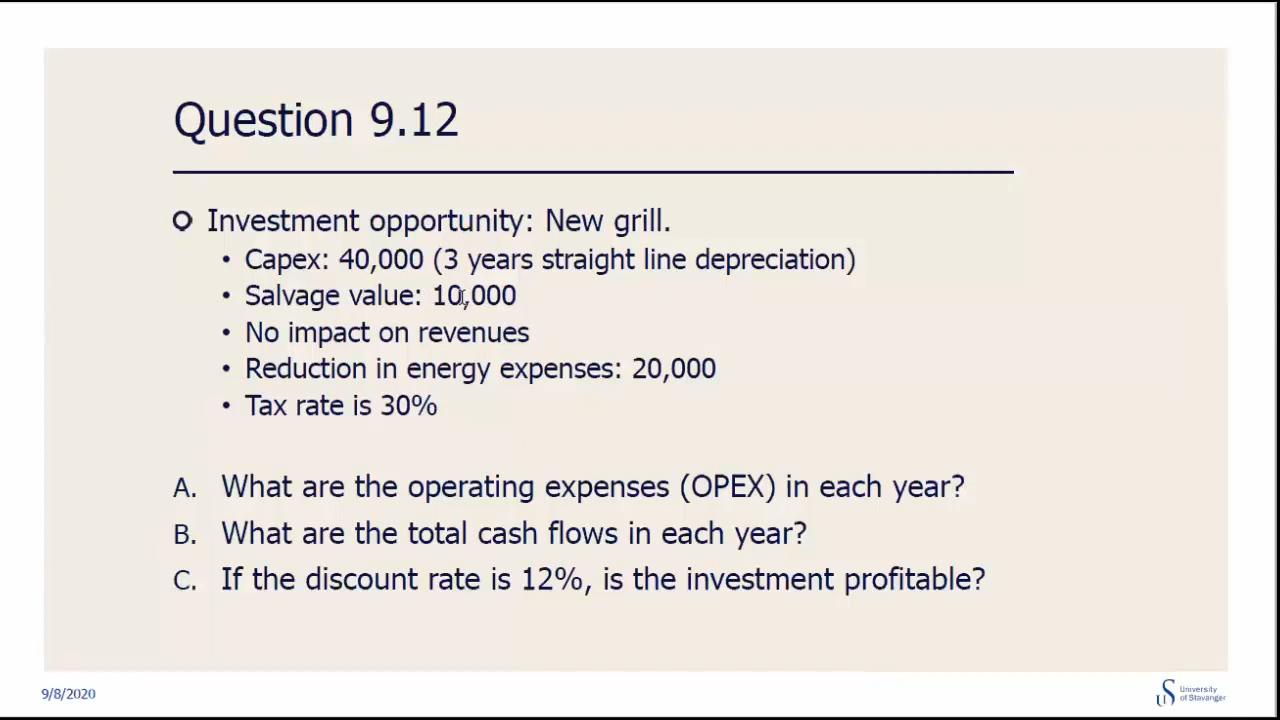 Question 9.12
Investment opportunity: New grill.
• Capex: 40,000 (3 years straight line depreciation)
• Salvage value: 10,000
• No impact on revenues
• Reduction in energy expenses: 20,000
• Tax rate is 30%
A. What are the operating expenses (OPEX) in each year?
B. What are the total cash flows in each year?
C. If the discount rate is 12%, is the investment profitable?
9/8/2020
University
of Stavanger